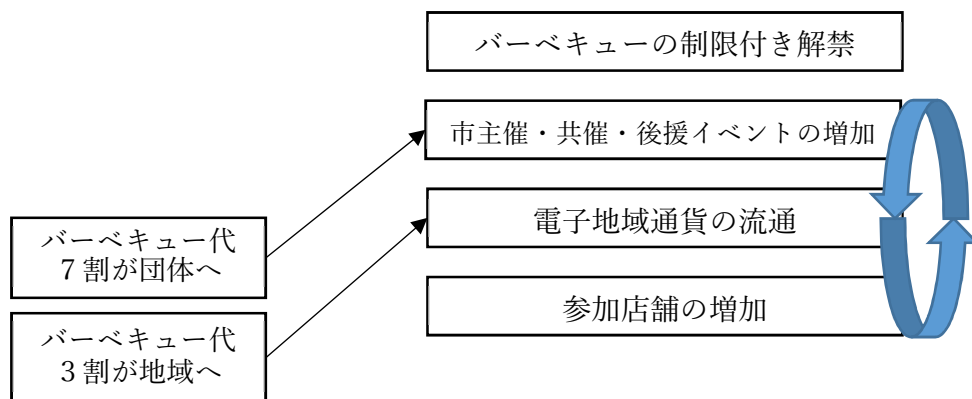 バーベキューの制限付き解禁
市主催・共催・後援イベントの増加
電子地域通貨の流通
参加店舗の増加
バーベキュー代
７割が団体へ
バーベキュー代
３割が地域へ